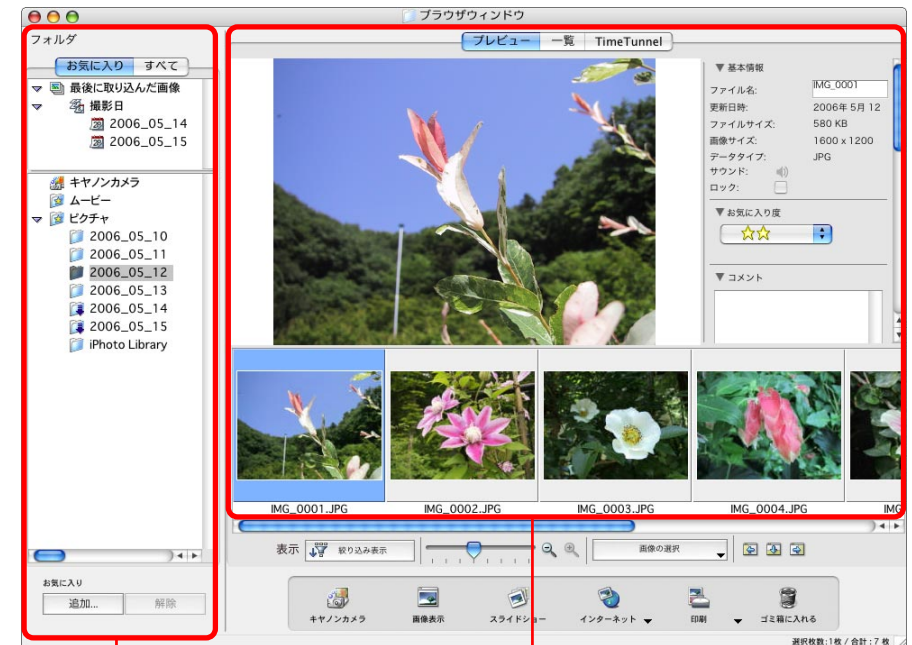 ブラウザウィンドウ
フォルダ
お気に入り すべて
最後に取り込んだ画像
撮影日
2006_05_14
2006_05_15
キヤノンカメラ
ムービー
ピクチャ
2006_05_10
2006_05_11
2006_05_12
2006_05_13
2006_05_14
2006_05_15
iPhoto Library
お気に入り
追加... 解除
プレビュー 一覧 TimeTunnel
基本情報
ファイル名: IMG_0001
更新日時: 2006年 5月 12
ファイルサイズ: 580 KB
画像サイズ: 1600 x 1200
データタイプ: JPG
サウンド:
ロック:
お気に入り度
コメント
IMG_0001.JPG IMG_0002.JPG IMG_0003.JPG IMG_0004.JPG IMG
表示 絞り込み表示 画像の選択
キヤノンカメラ 画像表示 スライドショー インターネット 印刷 ゴミ箱に入れる
選択枚数:1枚 / 合計:7 枚